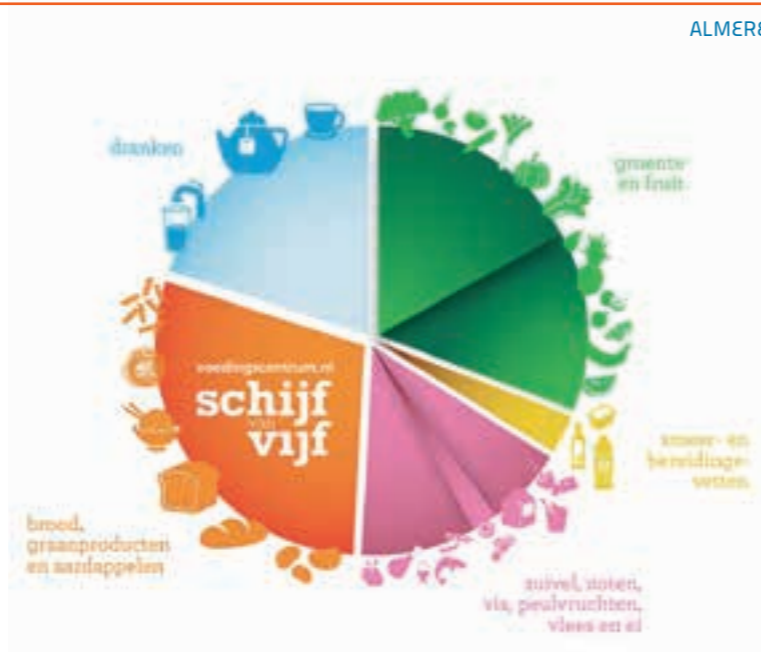 ALMERE
dranken
groente
en fruit
voedingscentrum.nl
schijf
van
vijf
smeer- en
bereidings-
vetten
brood,
graanproducten
en aardappelen
zuivel, noten,
vis, peulvruchten,
vlees en ei